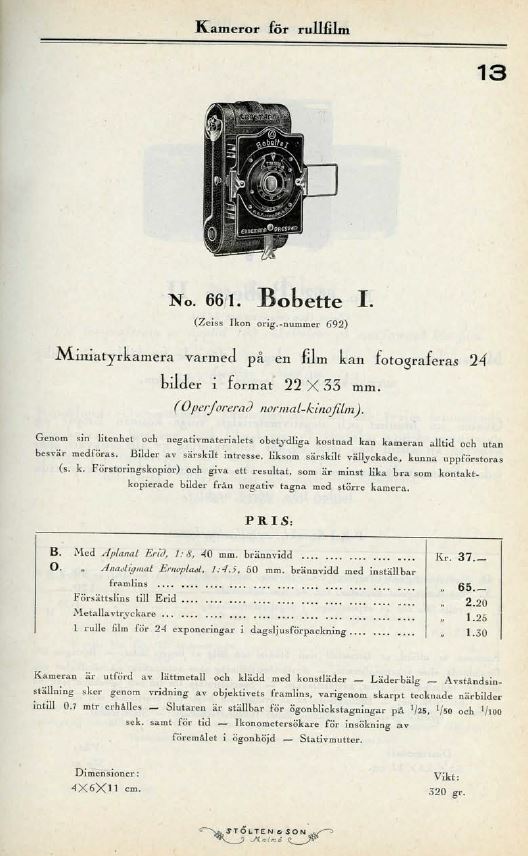 Kameror för rullfilm
13
Bobette I
ERNEMANN DRESDEN
No. 66/1. Bobette I.
(Zeiss Ikon orig.-nummer 692)
Miniatyrkamera varmed på en film kan fotograferas 24
bilder i format 22 × 33 mm.
(Operforerad normal-kinofilm).
Genom sin litenhet och negativmaterialets obetydliga kostnad kan kameran alltid och utan
besvär medföras. Bilder av särskilt intresse, liksom särskilt vällyckade, kunna uppförstoras
(s. k. Förstoringskopior) och giva ett resultat, som är minst lika bra som kontakt-
kopierade bilder från negativ tagna med större kamera.
PRIS:
B. Med Aplanat Erid, 1:8, 40 mm. brännvidd .... .... .... .... .... Kr. 37.—
O. „ Anastigmat Ernoplast, 1:4.5, 50 mm. brännvidd med inställbar
framlins .... .... .... .... .... .... .... .... .... „ 65.—
Försättslins till Erid .... .... .... .... .... .... .... .... „ 2.20
Metallavtryckare .... .... .... .... .... .... .... .... .... „ 1.25
1 rulle film för 24 exponeringar i dagsljusförpackning .... .... .... „ 1.30
Kameran är utförd av lättmetall och klädd med konstläder — Läderbälg — Avståndsin-
ställning sker genom vridning av objektivets framlins, varigenom skarpt tecknade närbilder
intill 0.7 mtr erhålles — Slutaren är ställbar för ögonblickstagningar på 1/25, 1/50 och 1/100
sek. samt för tid — Ikonometersökare för insökning av
föremålet i ögonhöjd — Stativmutter.
Dimensioner:
4×6×11 cm.
Vikt:
320 gr.
STÖLTEN & SON
Malmö